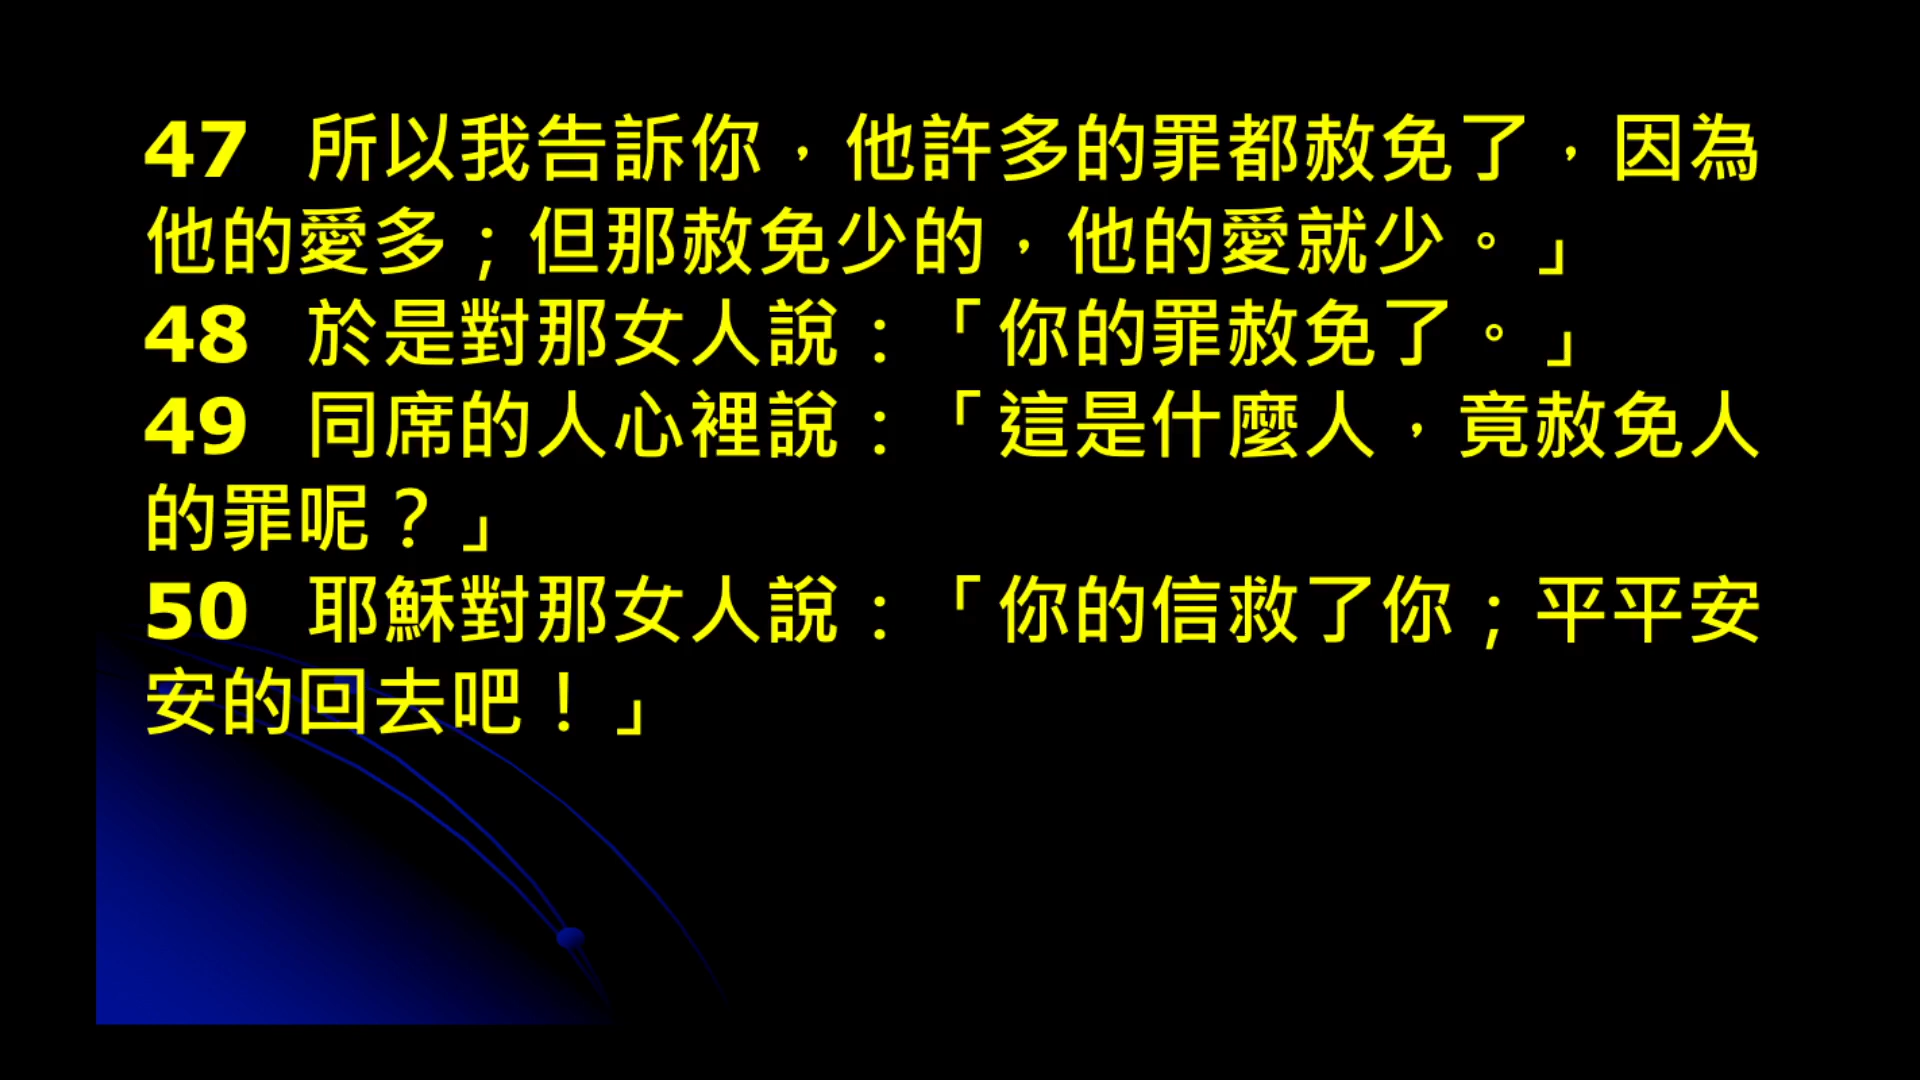 47 所以我告訴你，他許多的罪都赦免了，因為
他的愛多；但那赦免少的，他的愛就少。」
48 於是對那女人說：「你的罪赦免了。」
49 同席的人心裡說：「這是什麼人，竟赦免人
的罪呢？」
50 耶穌對那女人說：「你的信救了你；平平安
安的回去吧！」